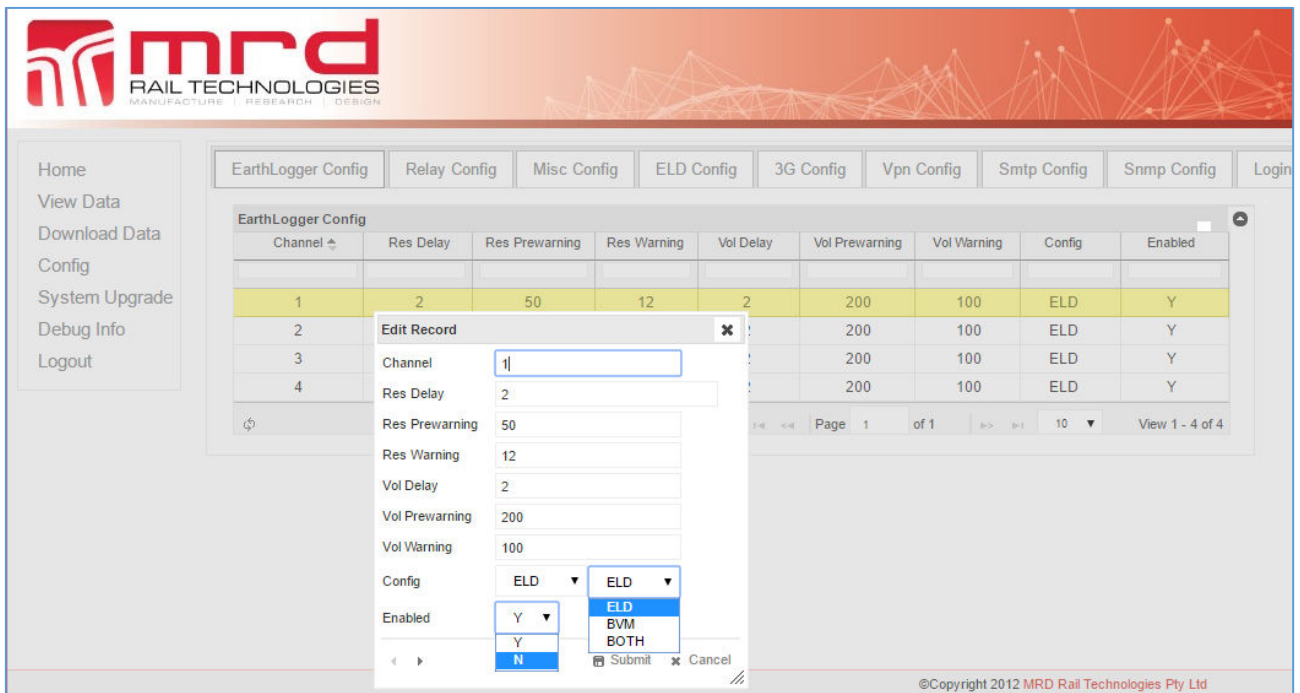 mrd
RAIL TECHNOLOGIES
MANUFACTURE | RESEARCH | DESIGN
Home
View Data
Download Data
Config
System Upgrade
Debug Info
Logout
EarthLogger Config Relay Config Misc Config ELD Config 3G Config Vpn Config Smtp Config Snmp Config Login
EarthLogger Config
Channel Res Delay Res Prewarning Res Warning Vol Delay Vol Prewarning Vol Warning Config Enabled
1 2 50 12 2 200 100 ELD Y
2 200 100 ELD Y
3 200 100 ELD Y
4 200 100 ELD Y
Page 1 of 1 10 View 1 - 4 of 4
Edit Record
Channel 1
Res Delay 2
Res Prewarning 50
Res Warning 12
Vol Delay 2
Vol Prewarning 200
Vol Warning 100
Config ELD ELD
ELD
BVM
BOTH
Enabled Y
Y
N
Submit Cancel
©Copyright 2012 MRD Rail Technologies Pty Ltd